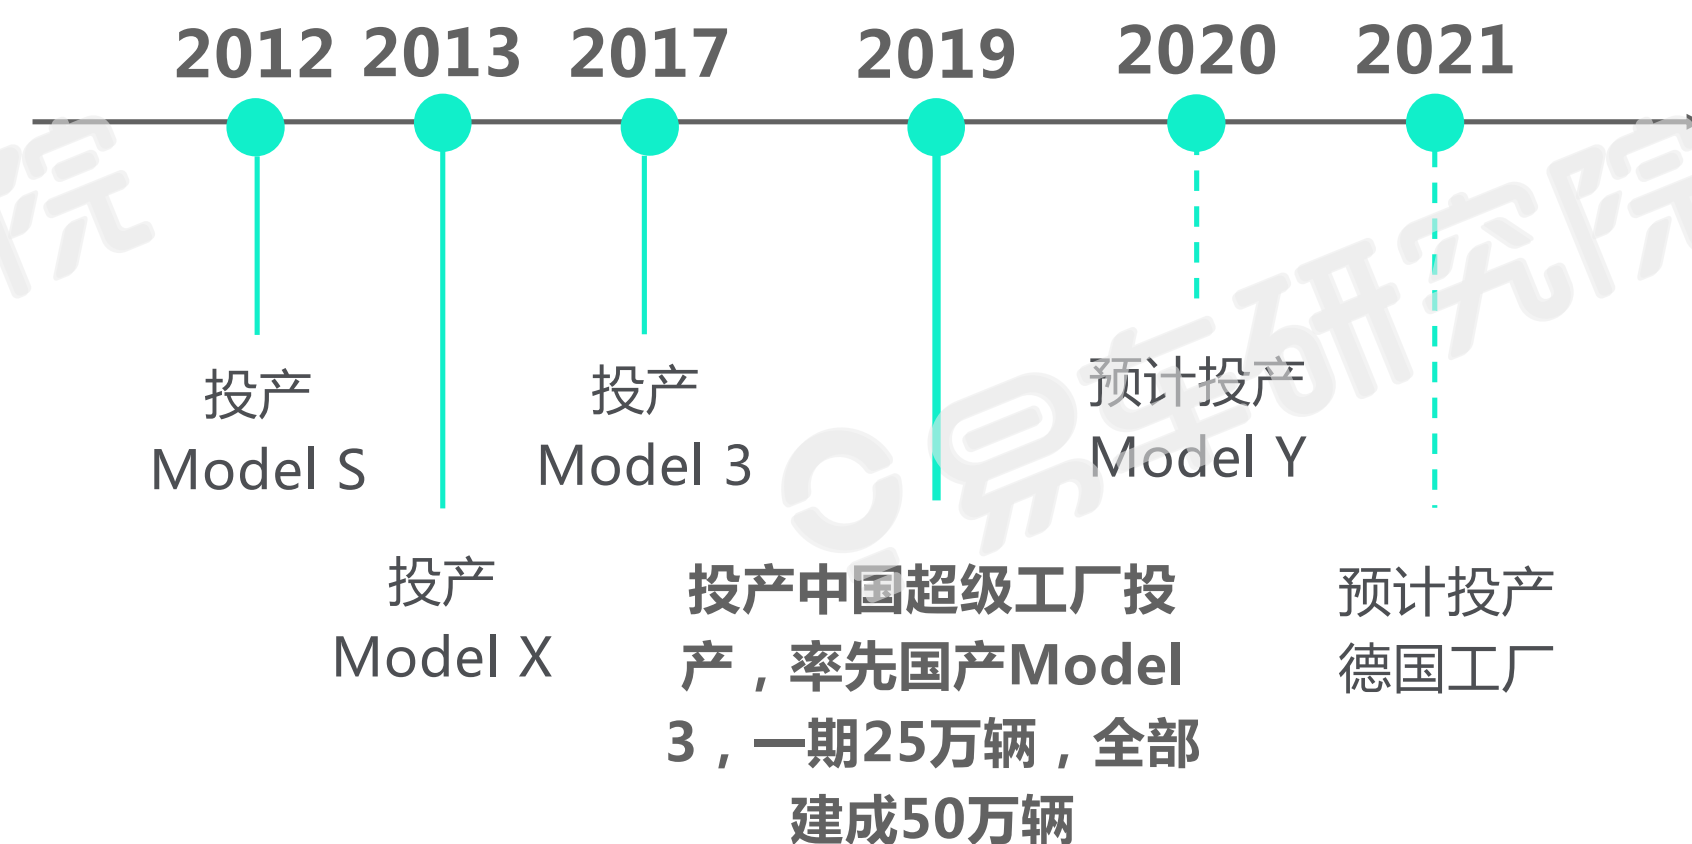 2012 2013 2017 2019 2020 2021
投产
Model S
投产
Model X
投产
Model 3
投产中国超级工厂投
产，率先国产Model
3，一期25万辆，全部
建成50万辆
预计投产
Model Y
预计投产
德国工厂
易车研究院
院